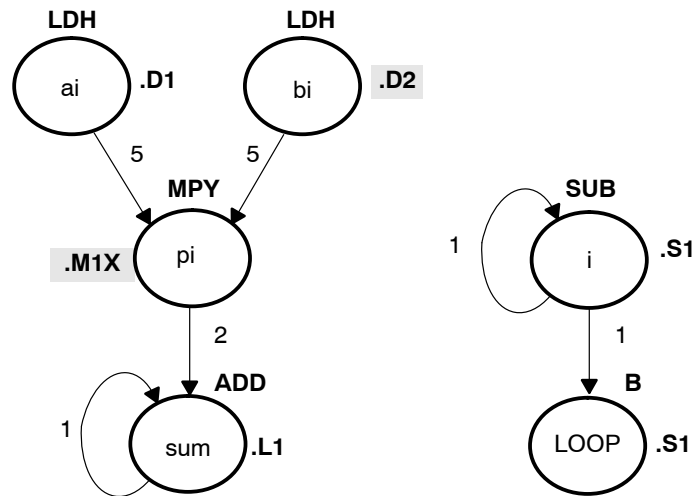 LDH
LDH
ai
.D1
bi
.D2
5
5
MPY
SUB
.M1X
pi
1
i
.S1
2
1
ADD
B
1
sum
.L1
LOOP
.S1